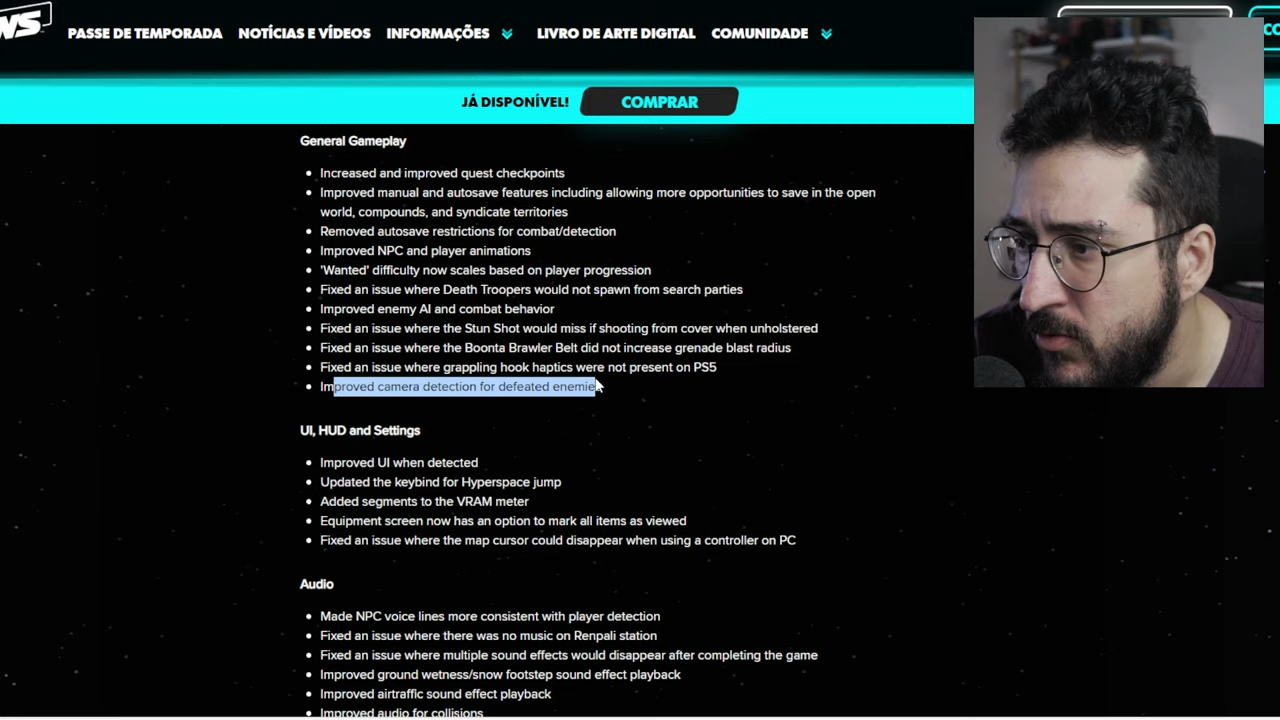 WS
PASSE DE TEMPORADA NOTÍCIAS E VÍDEOS INFORMAÇÕES LIVRO DE ARTE DIGITAL COMUNIDADE
JÁ DISPONÍVEL! COMPRAR
General Gameplay
• Increased and improved quest checkpoints
• Improved manual and autosave features including allowing more opportunities to save in the open
world, compounds, and syndicate territories
• Removed autosave restrictions for combat/detection
• Improved NPC and player animations
• 'Wanted' difficulty now scales based on player progression
• Fixed an issue where Death Troopers would not spawn from search parties
• Improved enemy AI and combat behavior
• Fixed an issue where the Stun Shot would miss if shooting from cover when unholstered
• Fixed an issue where the Boonta Brawler Belt did not increase grenade blast radius
• Fixed an issue where grappling hook haptics were not present on PS5
• Improved camera detection for defeated enemie
UI, HUD and Settings
• Improved UI when detected
• Updated the keybind for Hyperspace jump
• Added segments to the VRAM meter
• Equipment screen now has an option to mark all items as viewed
• Fixed an issue where the map cursor could disappear when using a controller on PC
Audio
• Made NPC voice lines more consistent with player detection
• Fixed an issue where there was no music on Renpali station
• Fixed an issue where multiple sound effects would disappear after completing the game
• Improved ground wetness/snow footstep sound effect playback
• Improved airtraffic sound effect playback
• Improved audio for collisions